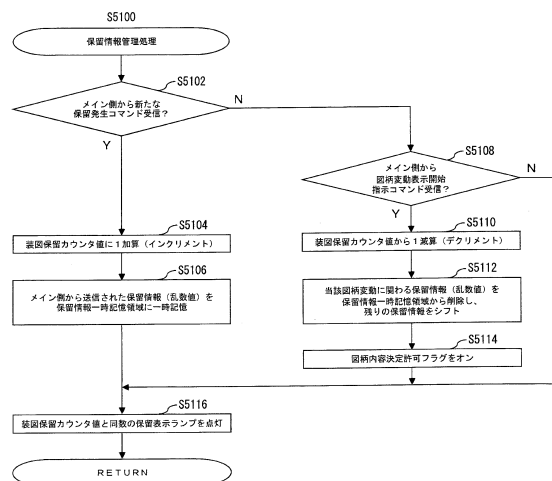 S5100
保留情報管理処理
S5102
メイン側から新たな
保留発生コマンド受信？
N
Y
S5108
メイン側から
図柄変動表示開始
指示コマンド受信？
N
Y
S5104
装図保留カウンタ値に１加算（インクリメント）
S5106
メイン側から送信された保留情報（乱数値）を
保留情報一時記憶領域に一時記憶
S5110
装図保留カウンタ値から１減算（デクリメント）
S5112
当該図柄変動に関わる保留情報（乱数値）を
保留情報一時記憶領域から削除し、
残りの保留情報をシフト
S5114
図柄内容決定許可フラグをオン
S5116
装図保留カウンタ値と同数の保留表示ランプを点灯
ＲＥＴＵＲＮ